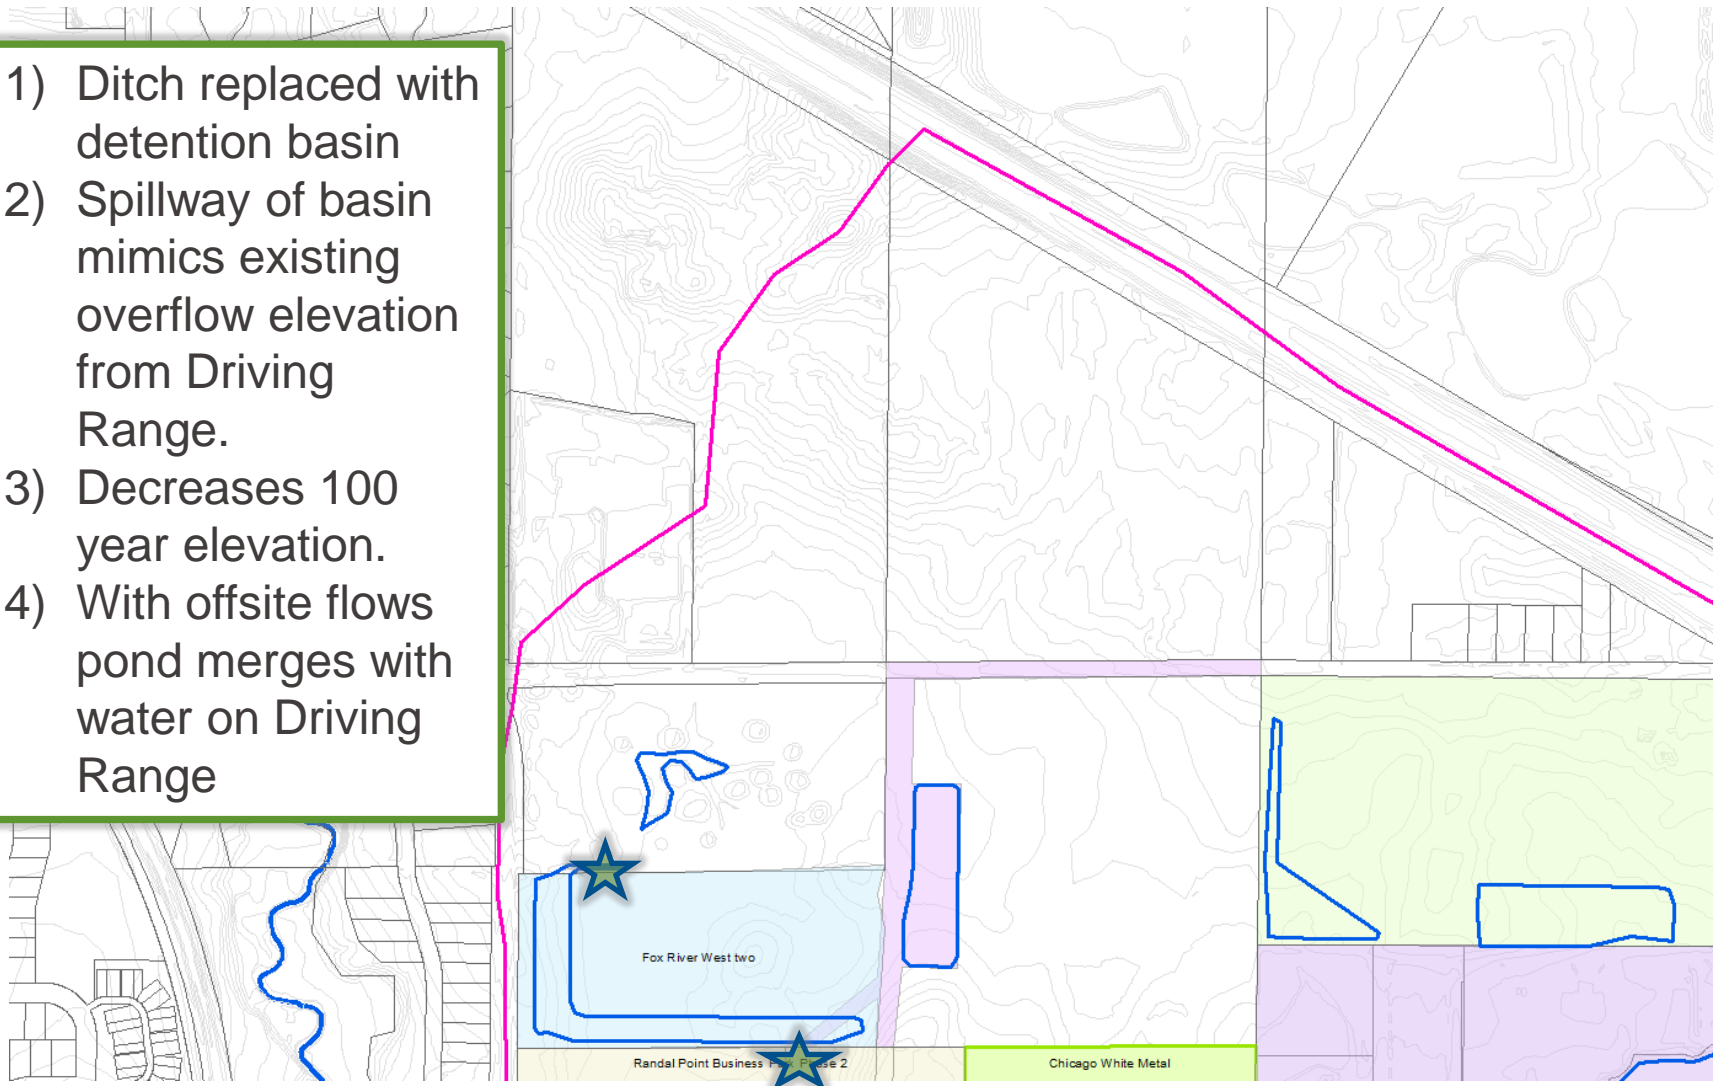 1) Ditch replaced with
detention basin
2) Spillway of basin
mimics existing
overflow elevation
from Driving
Range.
3) Decreases 100
year elevation.
4) With offsite flows
pond merges with
water on Driving
Range
Fox River West two
Randal Point Business 2
Chicago White Metal